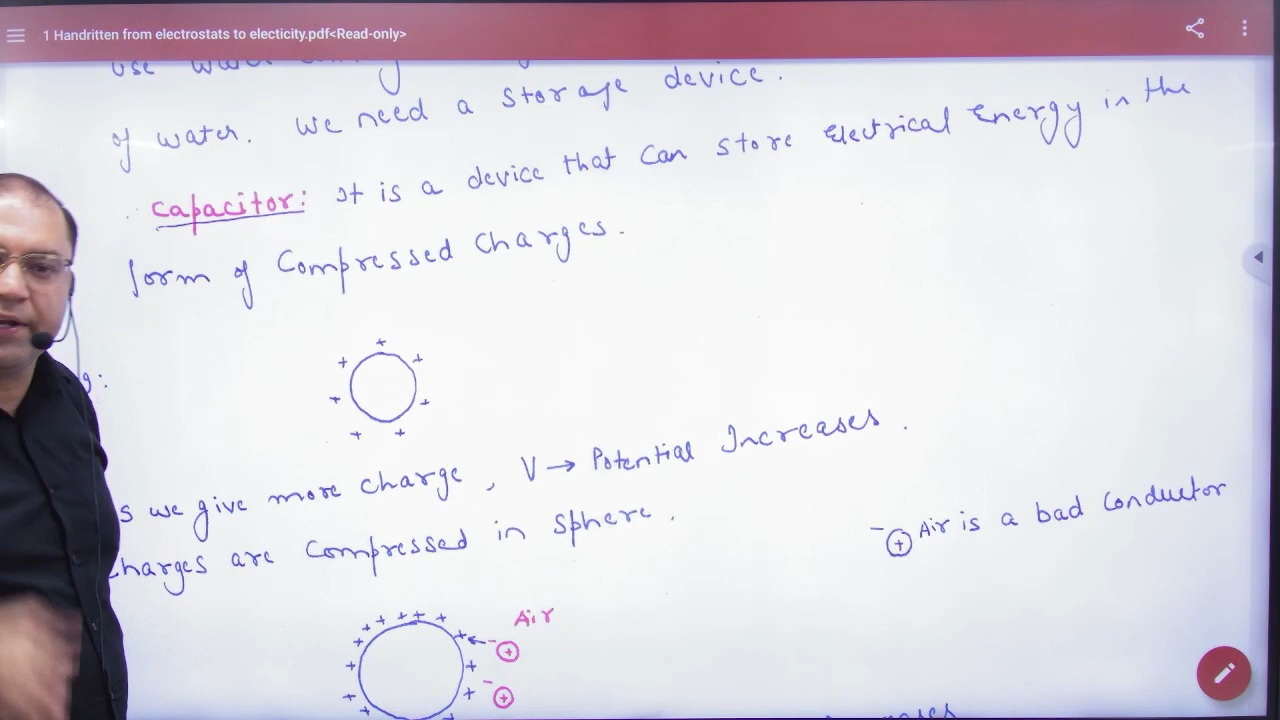 1 Handritten from electrostats to electicity.pdf<Read-only>
use
of water. We need a storage device.
Capacitor: It is a device that can store Electrical Energy in the
form of Compressed Charges.
g:
s we give more charge, V → Potential Increases.
Charges are compressed in sphere.
Air is a bad conductor
Air